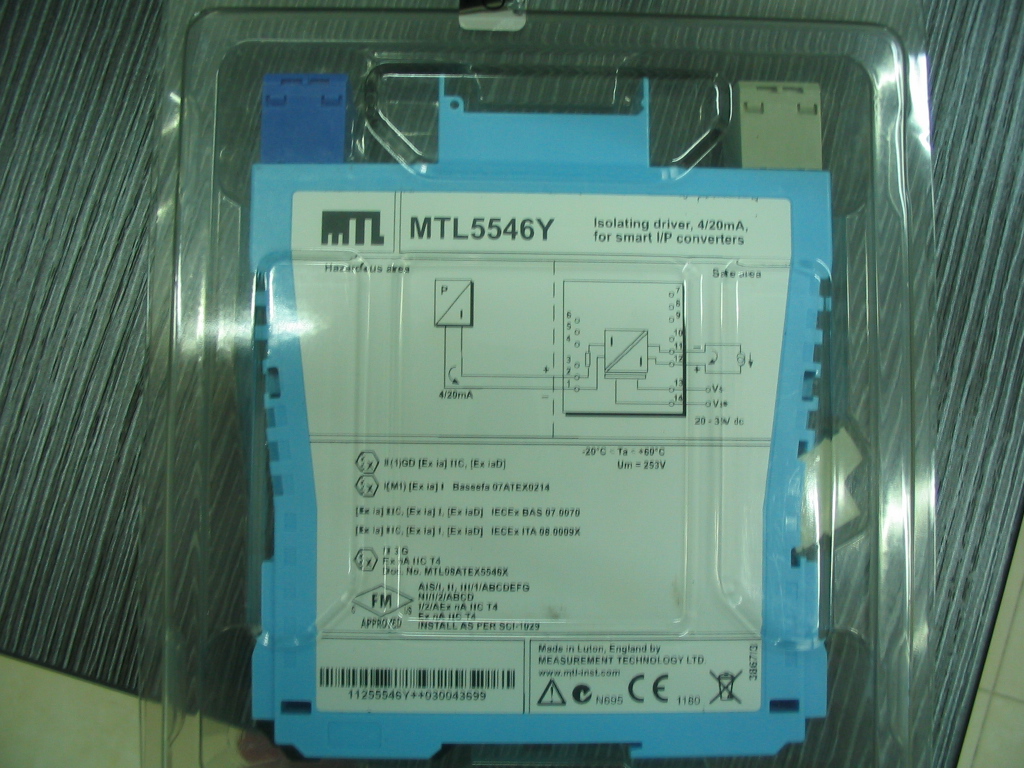 MTL
MTL5546Y
Isolating driver, 4/20mA,
for smart I/P converters
Hazardous area
Safe area
P
I
6
5
4
3
2
1
+
–
4/20mA
I
I
7
8
9
10
11
12
13
14
–
+
Vs-
Vs+
20 - 35V dc
-20°C ≤ Ta ≤ +60°C
Um = 253V
Ex II(1)GD [Ex ia] IIC, [Ex iaD]
Ex I(M1) [Ex ia] I Baseefa 07ATEX0214
[Ex ia] IIC, [Ex ia] I, [Ex iaD] IECEx BAS 07.0070
[Ex ia] IIC, [Ex ia] I, [Ex iaD] IECEx ITA 08.0009X
Ex II 3 G
Ex nA IIC T4
Doc. No. MTL08ATEX5546X
FM
APPROVED
AIS/I, II, III/1/ABCDEFG
NI/I/2/ABCD
I/2/AEx nA IIC T4
Ex nA IIC T4
INSTALL AS PER SCI-1029
11255546Y++030043699
Made in Luton, England by
MEASUREMENT TECHNOLOGY LTD
www.mtl-inst.com
N695
CE
1180